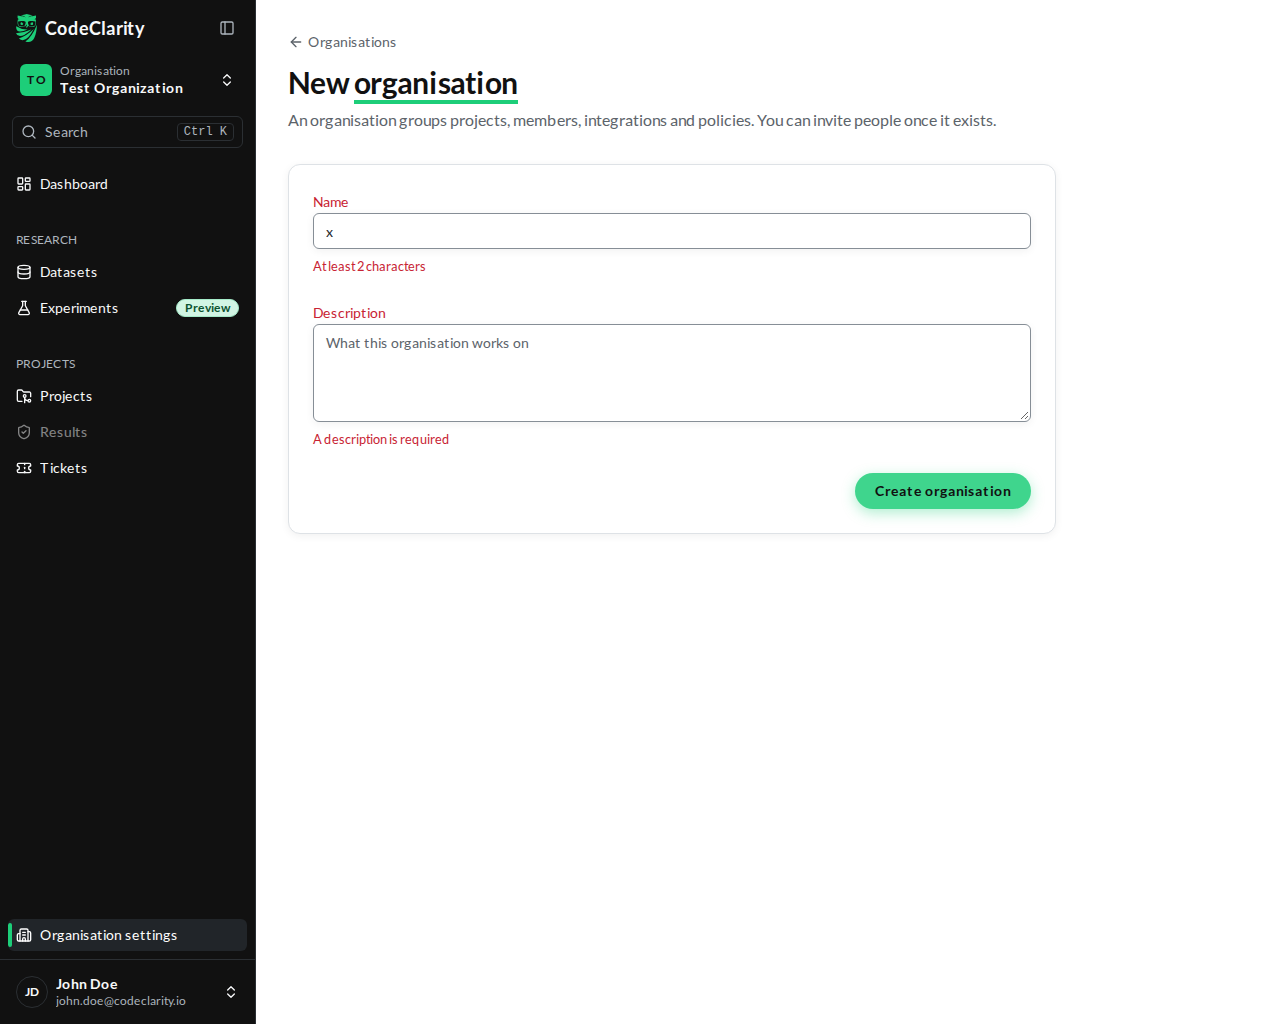 CodeClarity
TO
Organisation
Test Organization
Search
Ctrl K
Dashboard
RESEARCH
Datasets
Experiments
Preview
PROJECTS
Projects
Results
Tickets
Organisation settings
JD
John Doe
john.doe@codeclarity.io
Organisations
New organisation
An organisation groups projects, members, integrations and policies. You can invite people once it exists.
Name
x
At least 2 characters
Description
What this organisation works on
A description is required
Create organisation